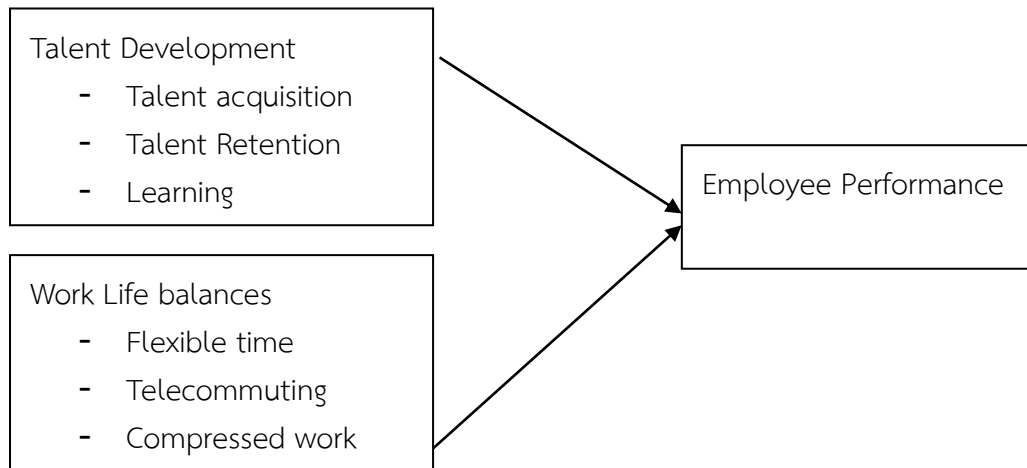 Talent Development
- Talent acquisition
- Talent Retention
- Learning
Employee Performance
Work Life balances
- Flexible time
- Telecommuting
- Compressed work